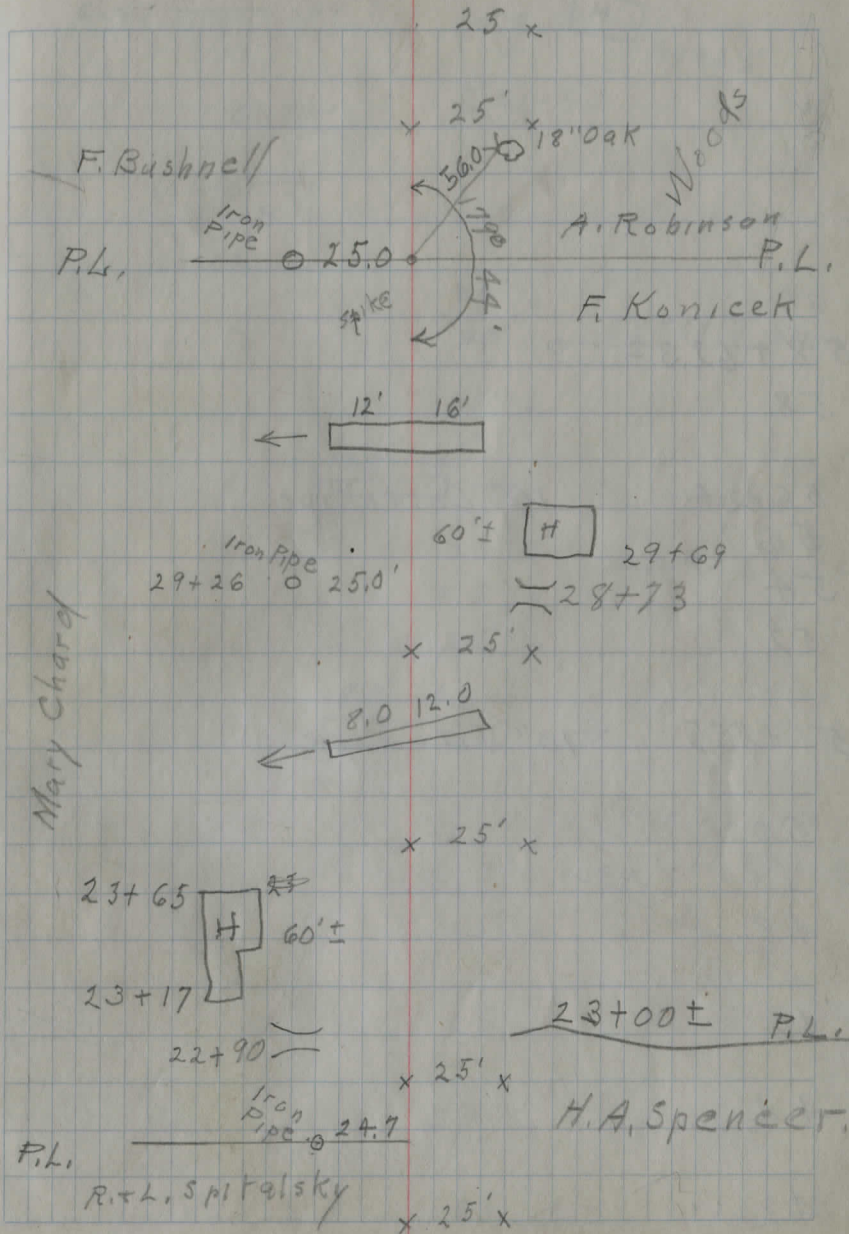 25 x
x 25' x
18" Oak
Woods
F. Bushnell
56.0
Iron Pipe
179°
44'
A. Robinson
P.L.
25.0
P.L.
spike
F. Konicek
12' 16'
60'± H
29+69
Iron Pipe
29+26 25.0'
28+73
x 25' x
Mary Chard
8.0 12.0
x 25' x
23+65
H 60'±
23+17
23+00± P.L.
22+90
x 25' x
Iron Pipe
24.7
H.A. Spencer.
P.L.
R. + L. Spitalsky
x 25' x